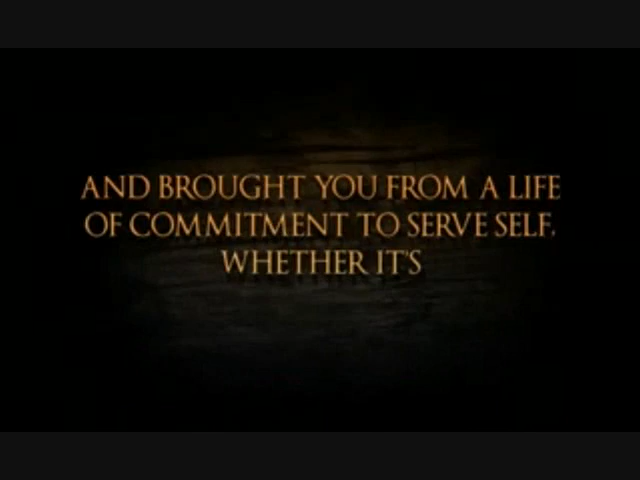 AND BROUGHT YOU FROM A LIFE
OF COMMITMENT TO SERVE SELF,
WHETHER IT'S